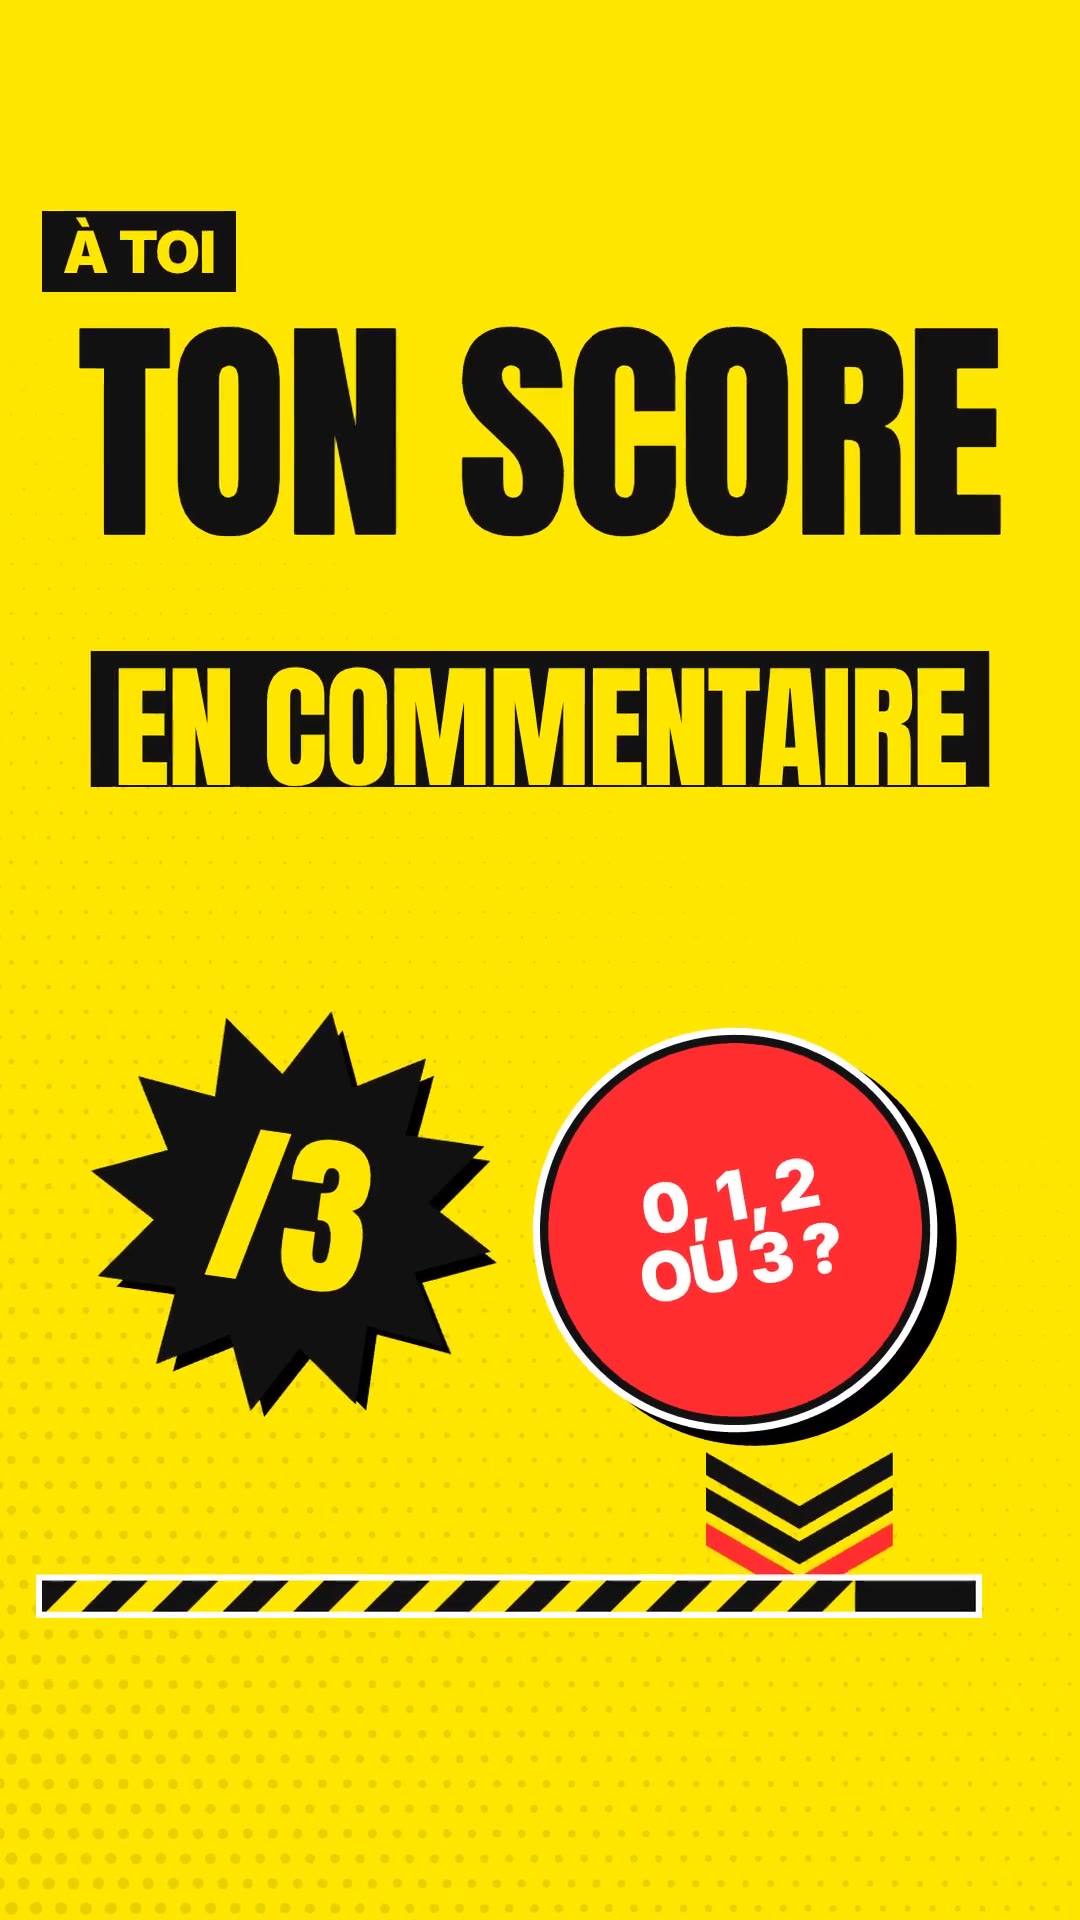 À TOI
TON SCORE
EN COMMENTAIRE
/3
0, 1, 2
OU 3 ?